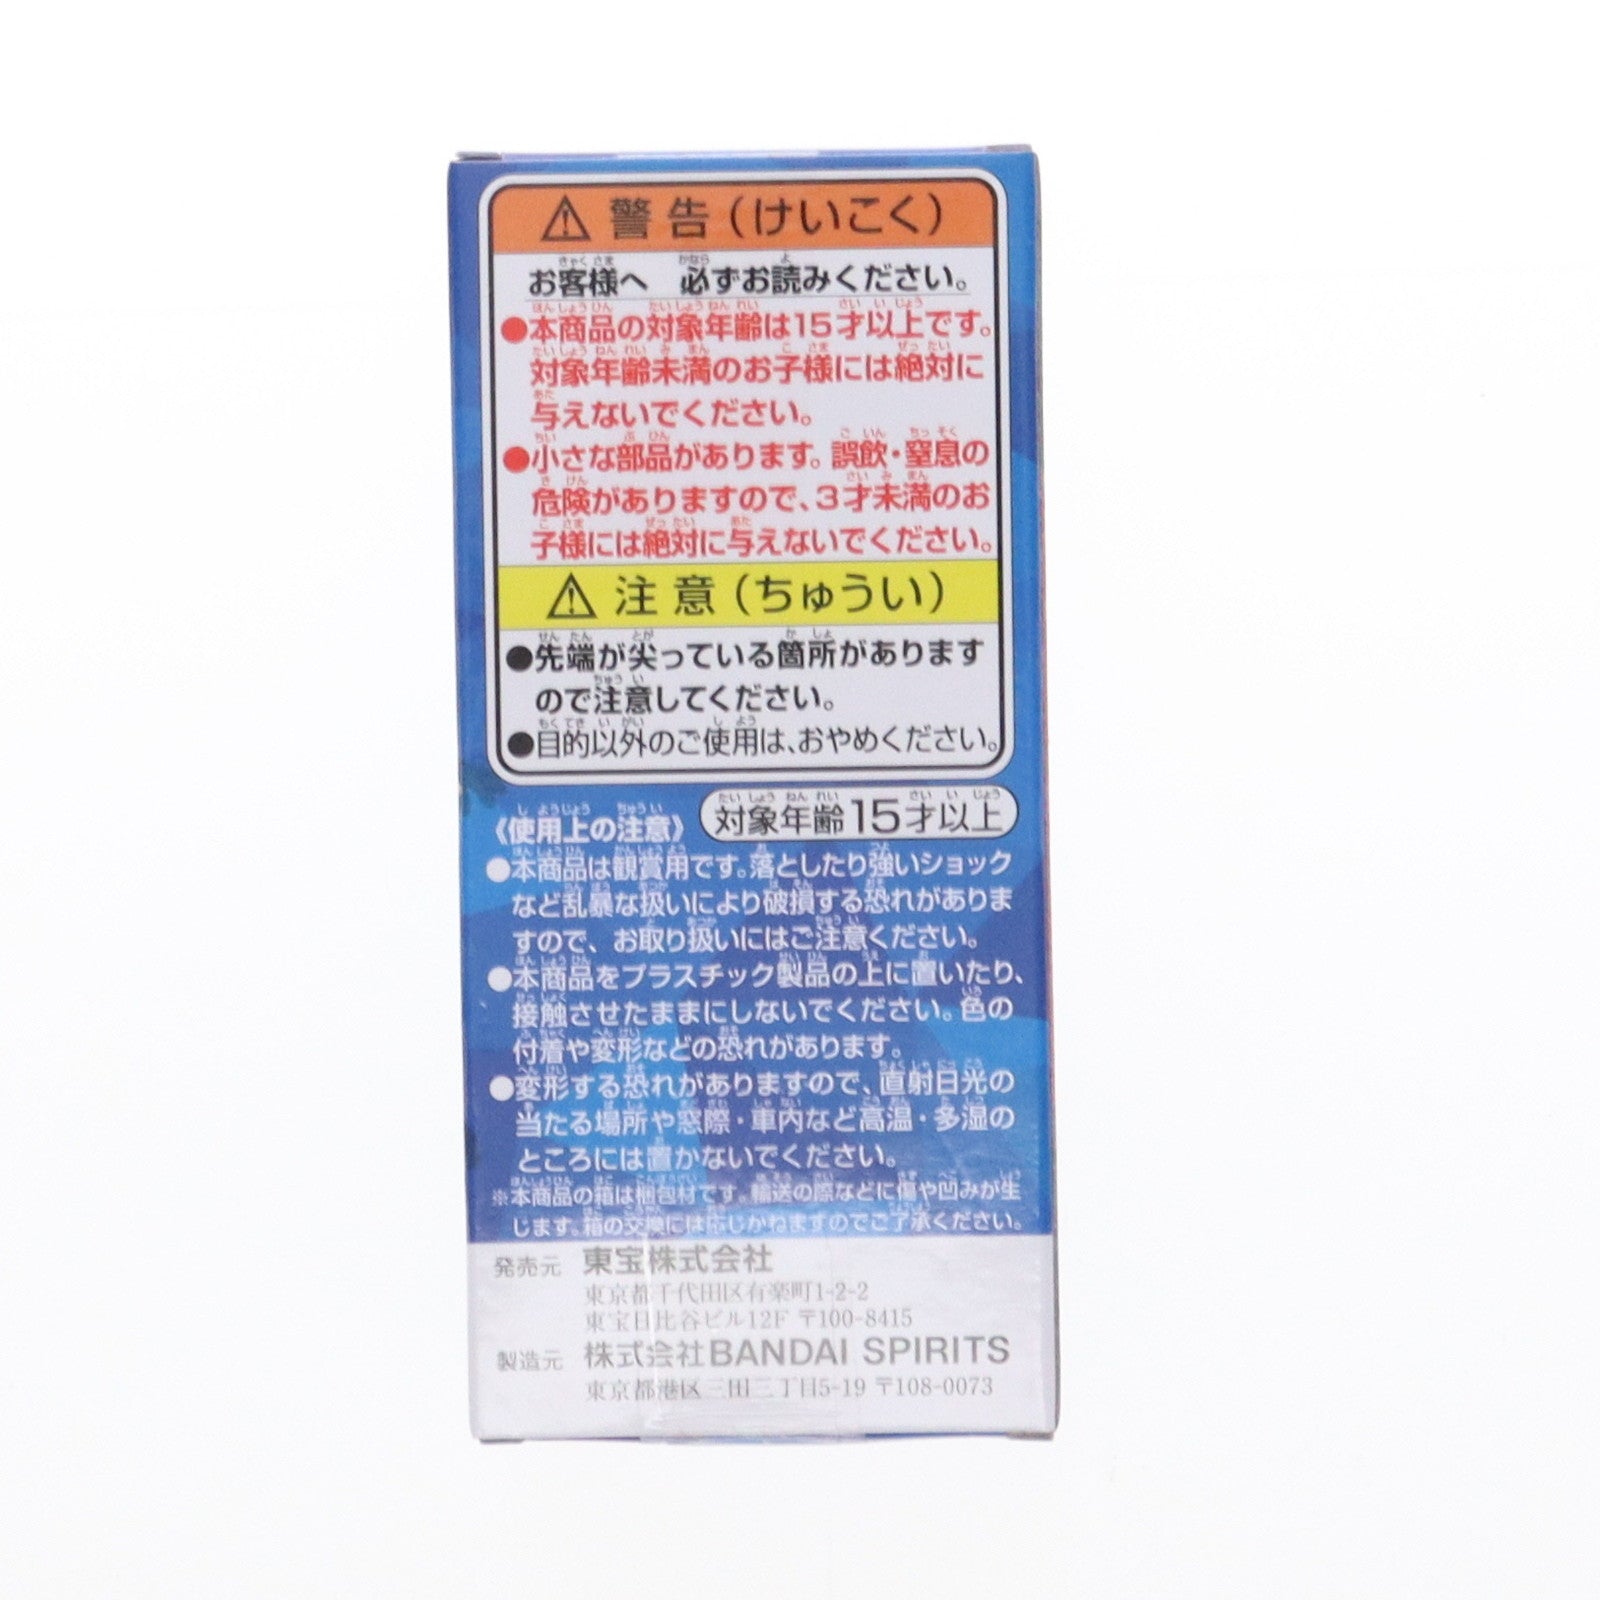 ⚠ 警告(けいこく)
お客様へ 必ずお読みください。
●本商品の対象年齢は15才以上です。
対象年齢未満のお子様には絶対に
与えないでください。
●小さな部品があります。誤飲・窒息の
危険がありますので、3才未満のお
子様には絶対に与えないでください。
⚠ 注意(ちゅうい)
●先端が尖っている箇所があります
ので注意してください。
●目的以外のご使用は、おやめください。
対象年齢15才以上
《使用上の注意》
●本商品は観賞用です。落としたり強いショック
など乱暴な扱いにより破損する恐れがありま
すので、お取り扱いにはご注意ください。
●本商品をプラスチック製品の上に置いたり、
接触させたままにしないでください。色の
付着や変形などの恐れがあります。
●変形する恐れがありますので、直射日光の
当たる場所や窓際・車内など高温・多湿の
ところには置かないでください。
※本商品の箱は梱包材です。輸送の際などに傷や凹みが生
じます。箱の交換には応じかねますのでご了承ください。
発売元 東宝株式会社
東京都千代田区有楽町1-2-2
東宝日比谷ビル12F 〒100-8415
製造元 株式会社BANDAI SPIRITS
東京都港区三田三丁目5-19 〒108-0073